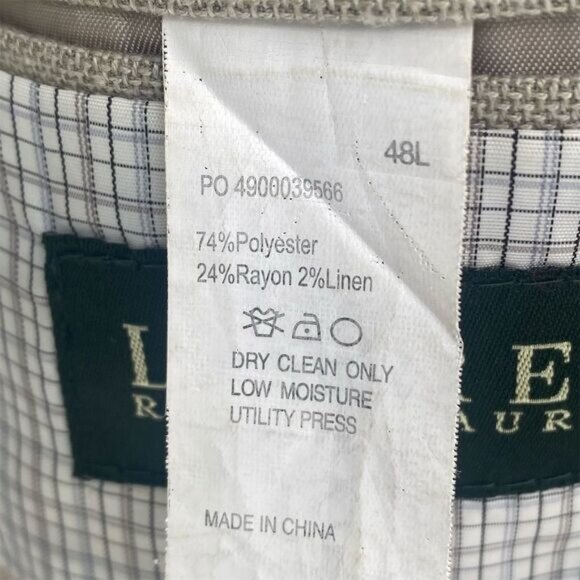 48L
PO 4900039566
74%Polyester
24%Rayon 2%Linen
DRY CLEAN ONLY
LOW MOISTURE
UTILITY PRESS
MADE IN CHINA